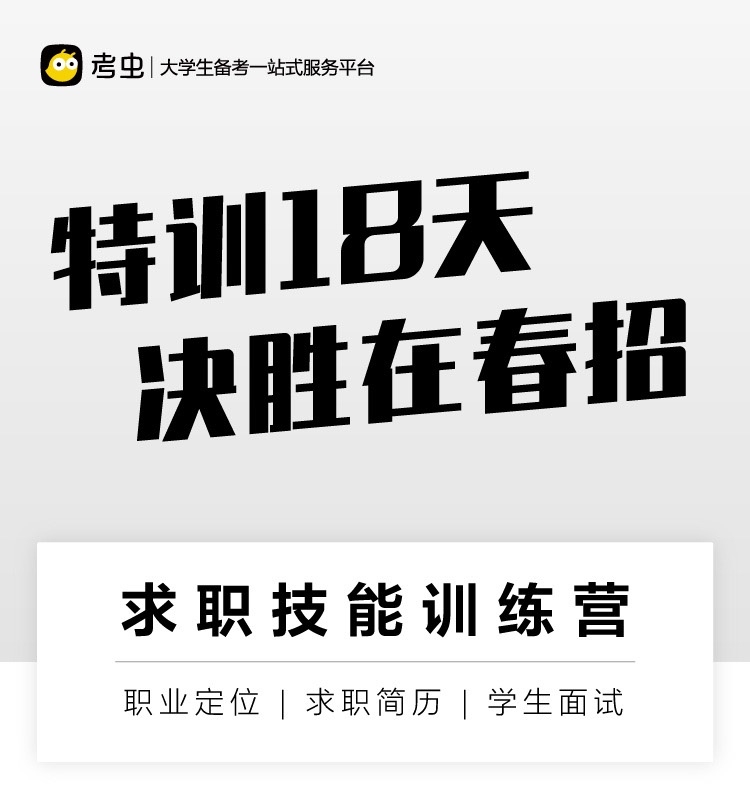 考虫|大学生备考一站式服务平台
特训18天
决胜在春招
求职技能训练营
职业定位 | 求职简历 | 学生面试